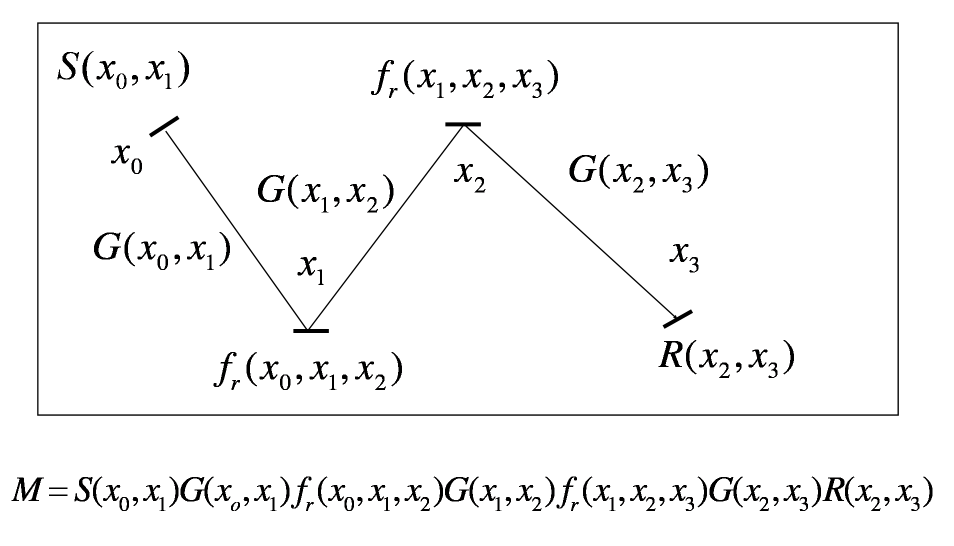 S(x₀,x₁)
fᵣ(x₁,x₂,x₃)
x₀
G(x₁,x₂)
x₂
G(x₂,x₃)
G(x₀,x₁)
x₁
x₃
fᵣ(x₀,x₁,x₂)
R(x₂,x₃)
M=S(x₀,x₁)G(xₒ,x₁)fᵣ(x₀,x₁,x₂)G(x₁,x₂)fᵣ(x₁,x₂,x₃)G(x₂,x₃)R(x₂,x₃)